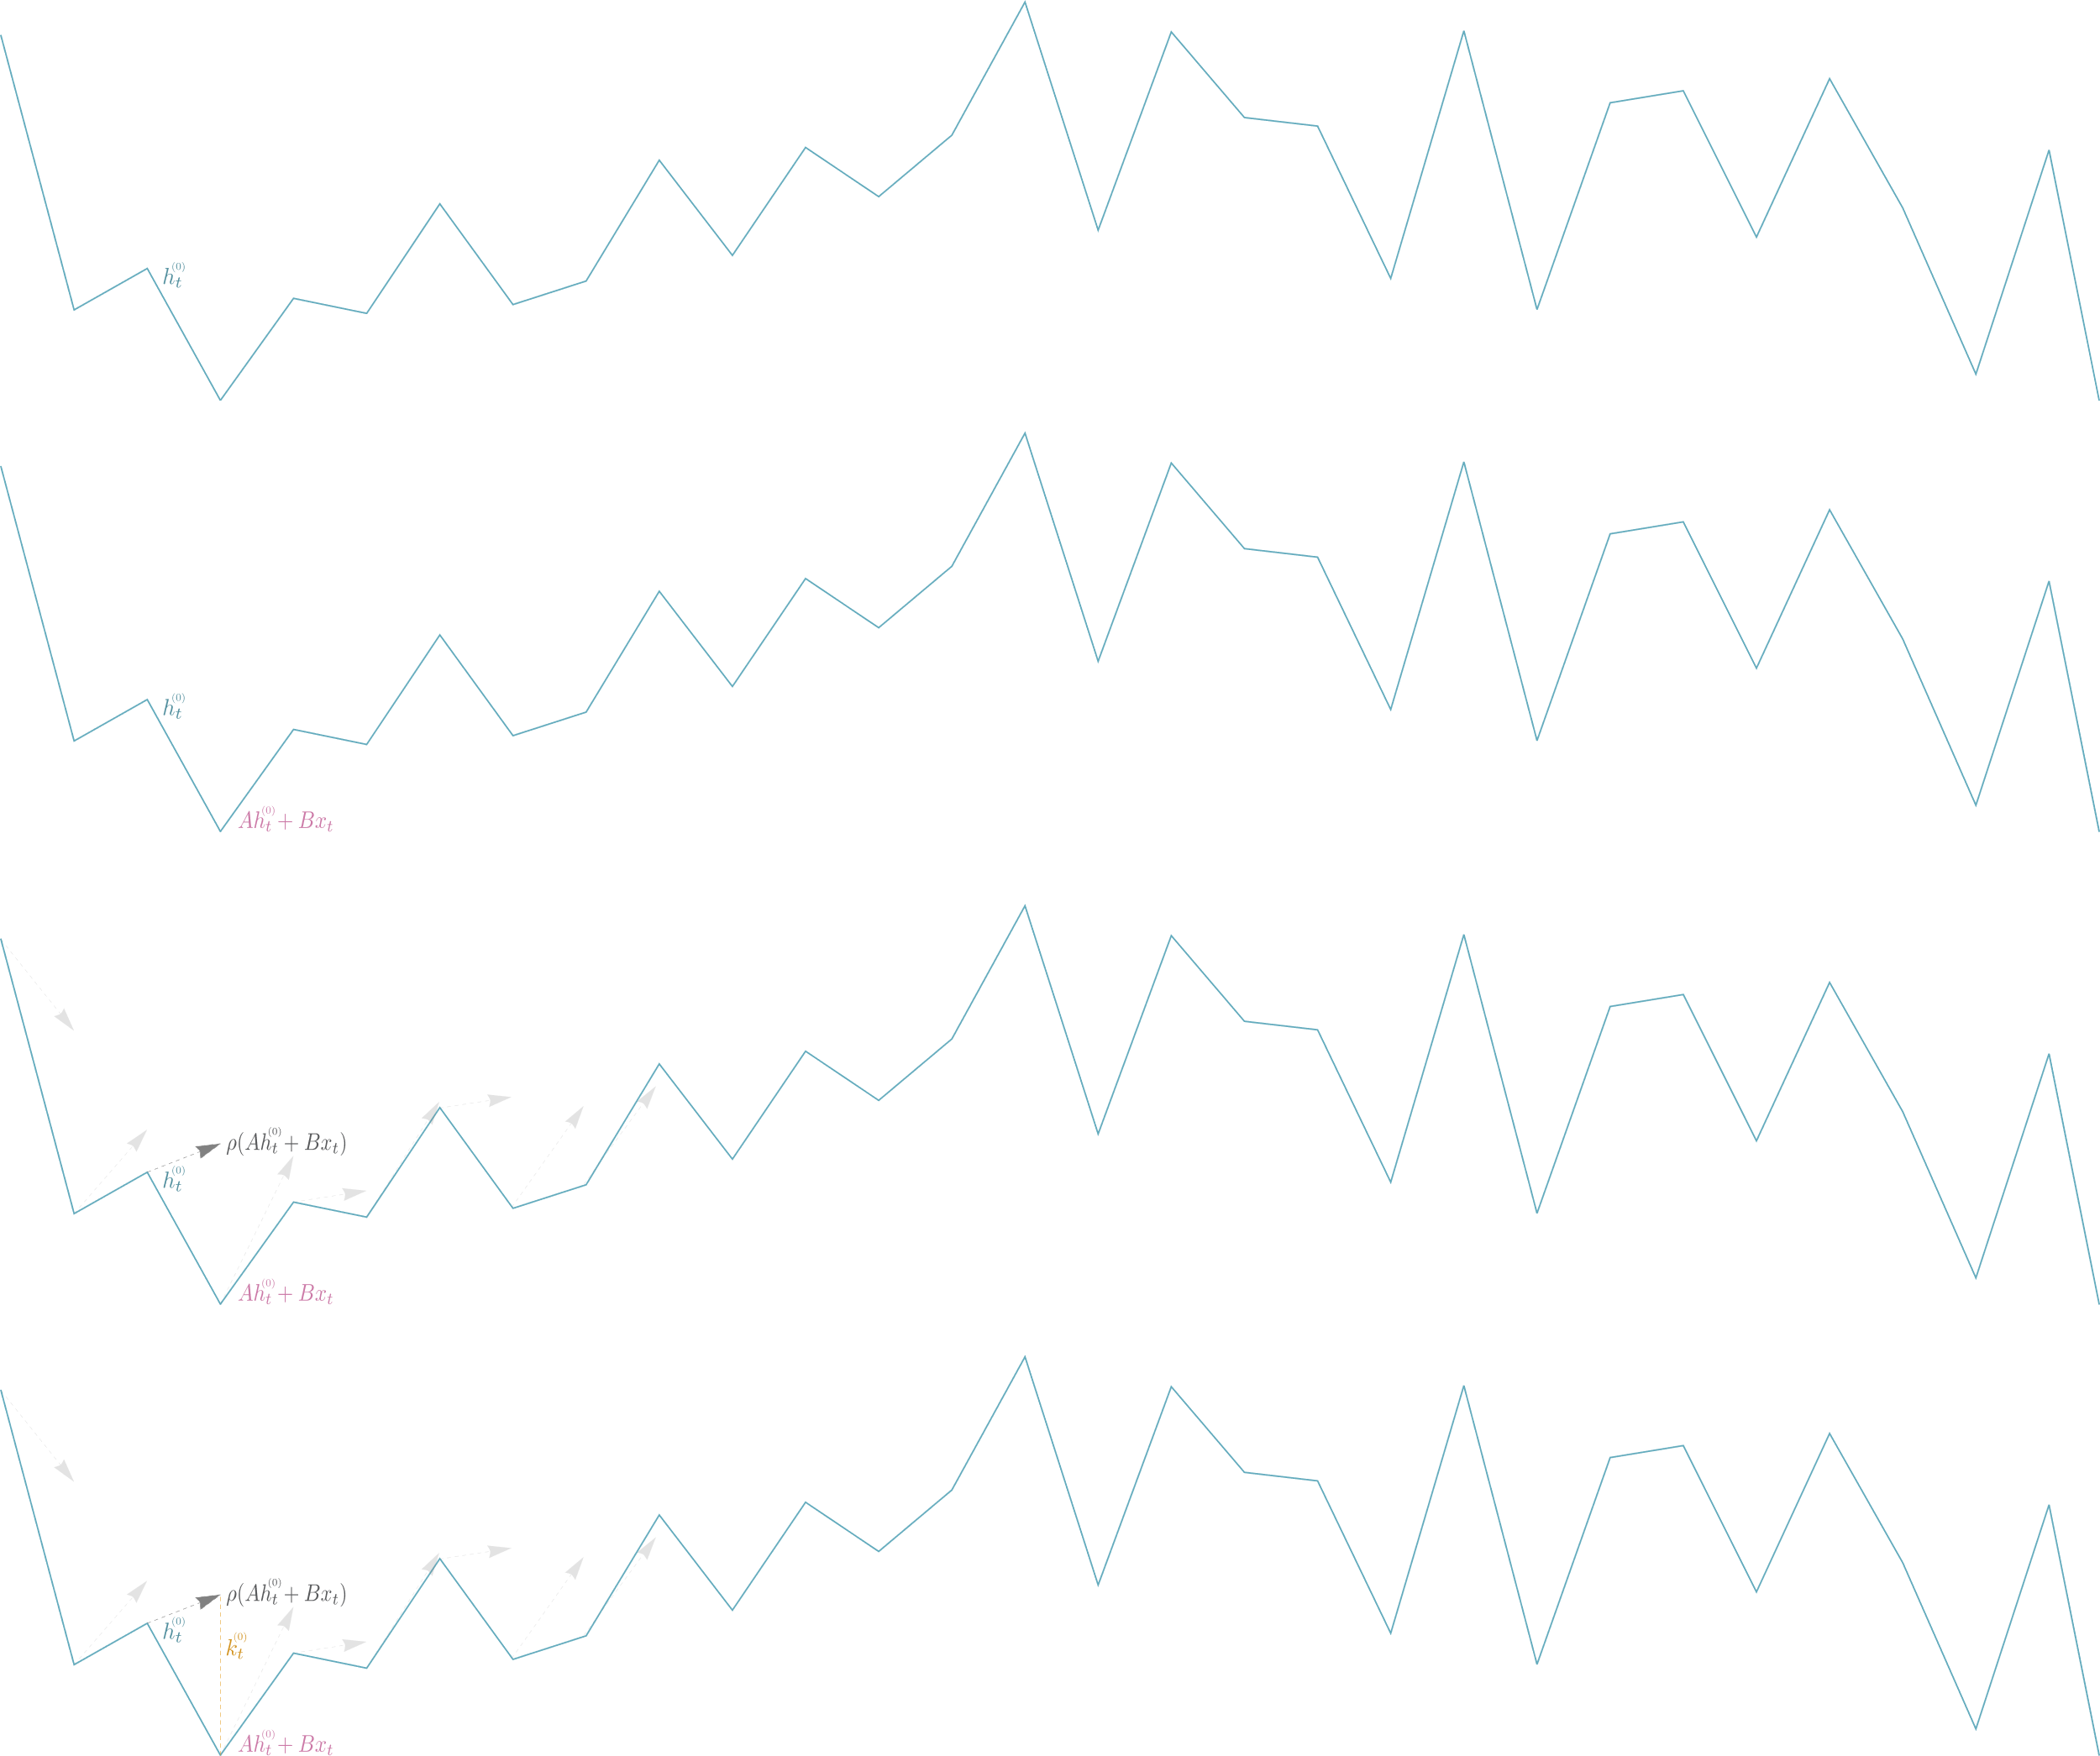 h_t^{(0)}
h_t^{(0)}
Ah_t^{(0)} + Bx_t
ρ(Ah_t^{(0)} + Bx_t)
h_t^{(0)}
Ah_t^{(0)} + Bx_t
ρ(Ah_t^{(0)} + Bx_t)
h_t^{(0)}
k_t^{(0)}
Ah_t^{(0)} + Bx_t